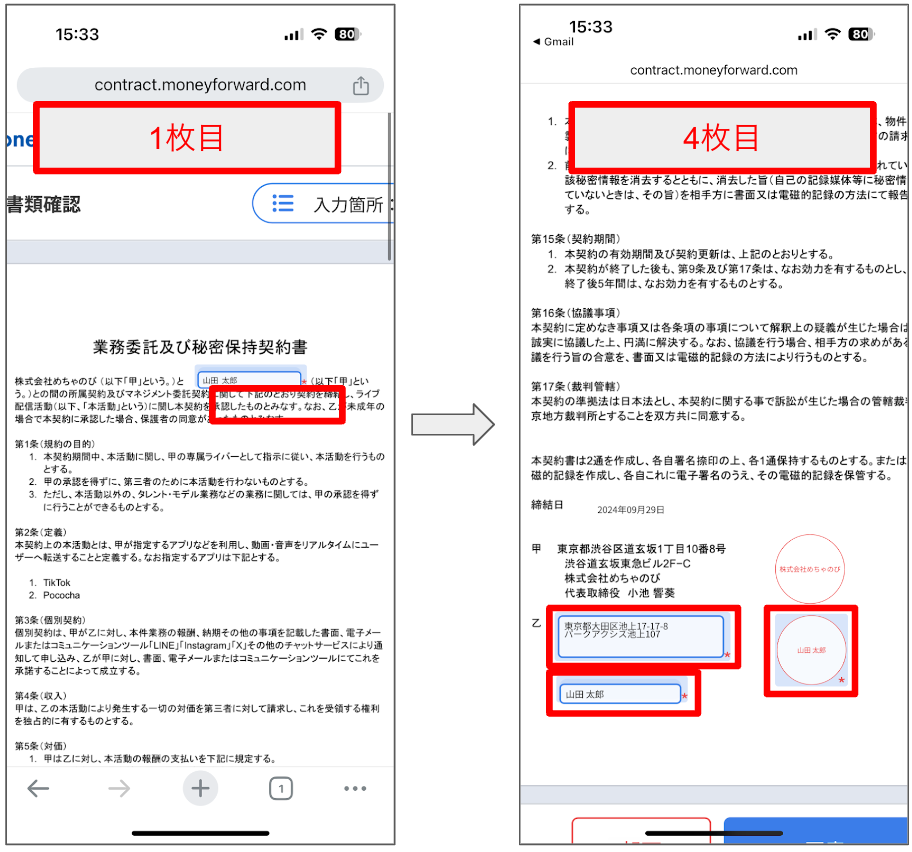 15:33
80
contract.moneyforward.com
1枚目
one
書類確認
入力箇所:
業務委託及び秘密保持契約書
株式会社めちゃのび (以下「甲」という。)と 山田 太郎 * (以下「甲」とい
う。)との間の所属契約及びマネジメント委託契約に関して下記のとおり契約を締結し、ライブ
配信活動(以下、「本活動」という)に関し本契約を承認したものとみなす。なお、乙が未成年の
場合で本契約に承認した場合、保護者の同意が
第1条(規約の目的)
1. 本契約期間中、本活動に関し、甲の専属ライバーとして指示に従い、本活動を行うもの
とする。
2. 甲の承認を得ずに、第三者のために本活動を行わないものとする。
3. ただし、本活動以外の、タレント・モデル業務などの業務に関しては、甲の承認を得ず
に行うことができるものとする。
第2条(定義)
本契約上の本活動とは、甲が指定するアプリなどを利用し、動画・音声をリアルタイムにユー
ザーへ転送することと定義する。なお指定するアプリは下記とする。
1. TikTok
2. Pococha
第3条(個別契約)
個別契約は、甲が乙に対し、本件業務の報酬、納期その他の事項を記載した書面、電子メー
ルまたはコミュニケーションツール「LINE」「Instagram」「X」その他のチャットサービスにより通
知して申し込み、乙が甲に対し、書面、電子メールまたはコミュニケーションツールにてこれを
承諾することによって成立する。
第4条(収入)
甲は、乙の本活動により発生する一切の対価を第三者に対して請求し、これを受領する権利
を独占的に有するものとする。
第5条(対価)
1. 甲は乙に対し、本活動の報酬の支払いを下記に規定する。
1
15:33
80
◀ Gmail
contract.moneyforward.com
4枚目
1.
、物件
の請求
2.
れてい
該秘密情報を消去するとともに、消去した旨(自己の記録媒体等に秘密情
ていないときは、その旨)を相手方に書面又は電磁的記録の方法にて報告
する。
第15条(契約期間)
1. 本契約の有効期間及び契約更新は、上記のとおりとする。
2. 本契約が終了した後も、第9条及び第17条は、なお効力を有するものとし、
終了後5年間は、なお効力を有するものとする。
第16条(協議事項)
本契約に定めなき事項又は各条項の事項について解釈上の疑義が生じた場合は
誠実に協議した上、円満に解決する。なお、協議を行う場合、相手方の求めがある
議を行う旨の合意を、書面又は電磁的記録の方法により行うものとする。
第17条(裁判管轄)
本契約の準拠法は日本法とし、本契約に関する事で訴訟が生じた場合の管轄裁判
京地方裁判所とすることを双方共に同意する。
本契約書は2通を作成し、各自署名捺印の上、各1通保持するものとする。または
磁的記録を作成し、各自これに電子署名のうえ、その電磁的記録を保管する。
締結日 2024年09月29日
甲 東京都渋谷区道玄坂1丁目10番8号
渋谷道玄坂東急ビル2F-C
株式会社めちゃのび
代表取締役 小池 響葵
株式会社めちゃのび
乙 東京都大田区池上17-17-8
パークアクシス池上107
*
山田 太郎
*
山田 太郎 *